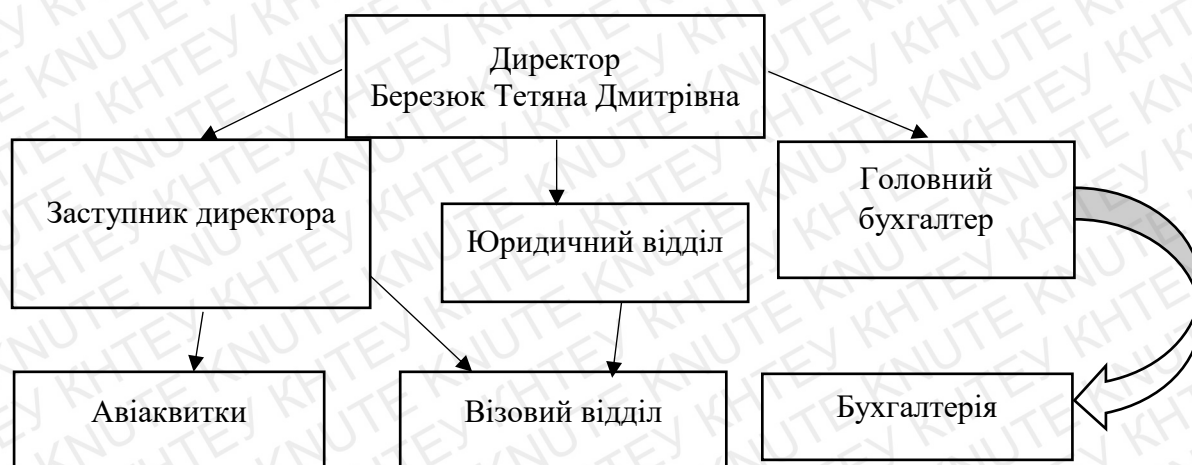 Директор
Березюк Тетяна Дмитрівна
Заступник директора
Юридичний відділ
Головний
бухгалтер
Авіаквитки
Візовий відділ
Бухгалтерія